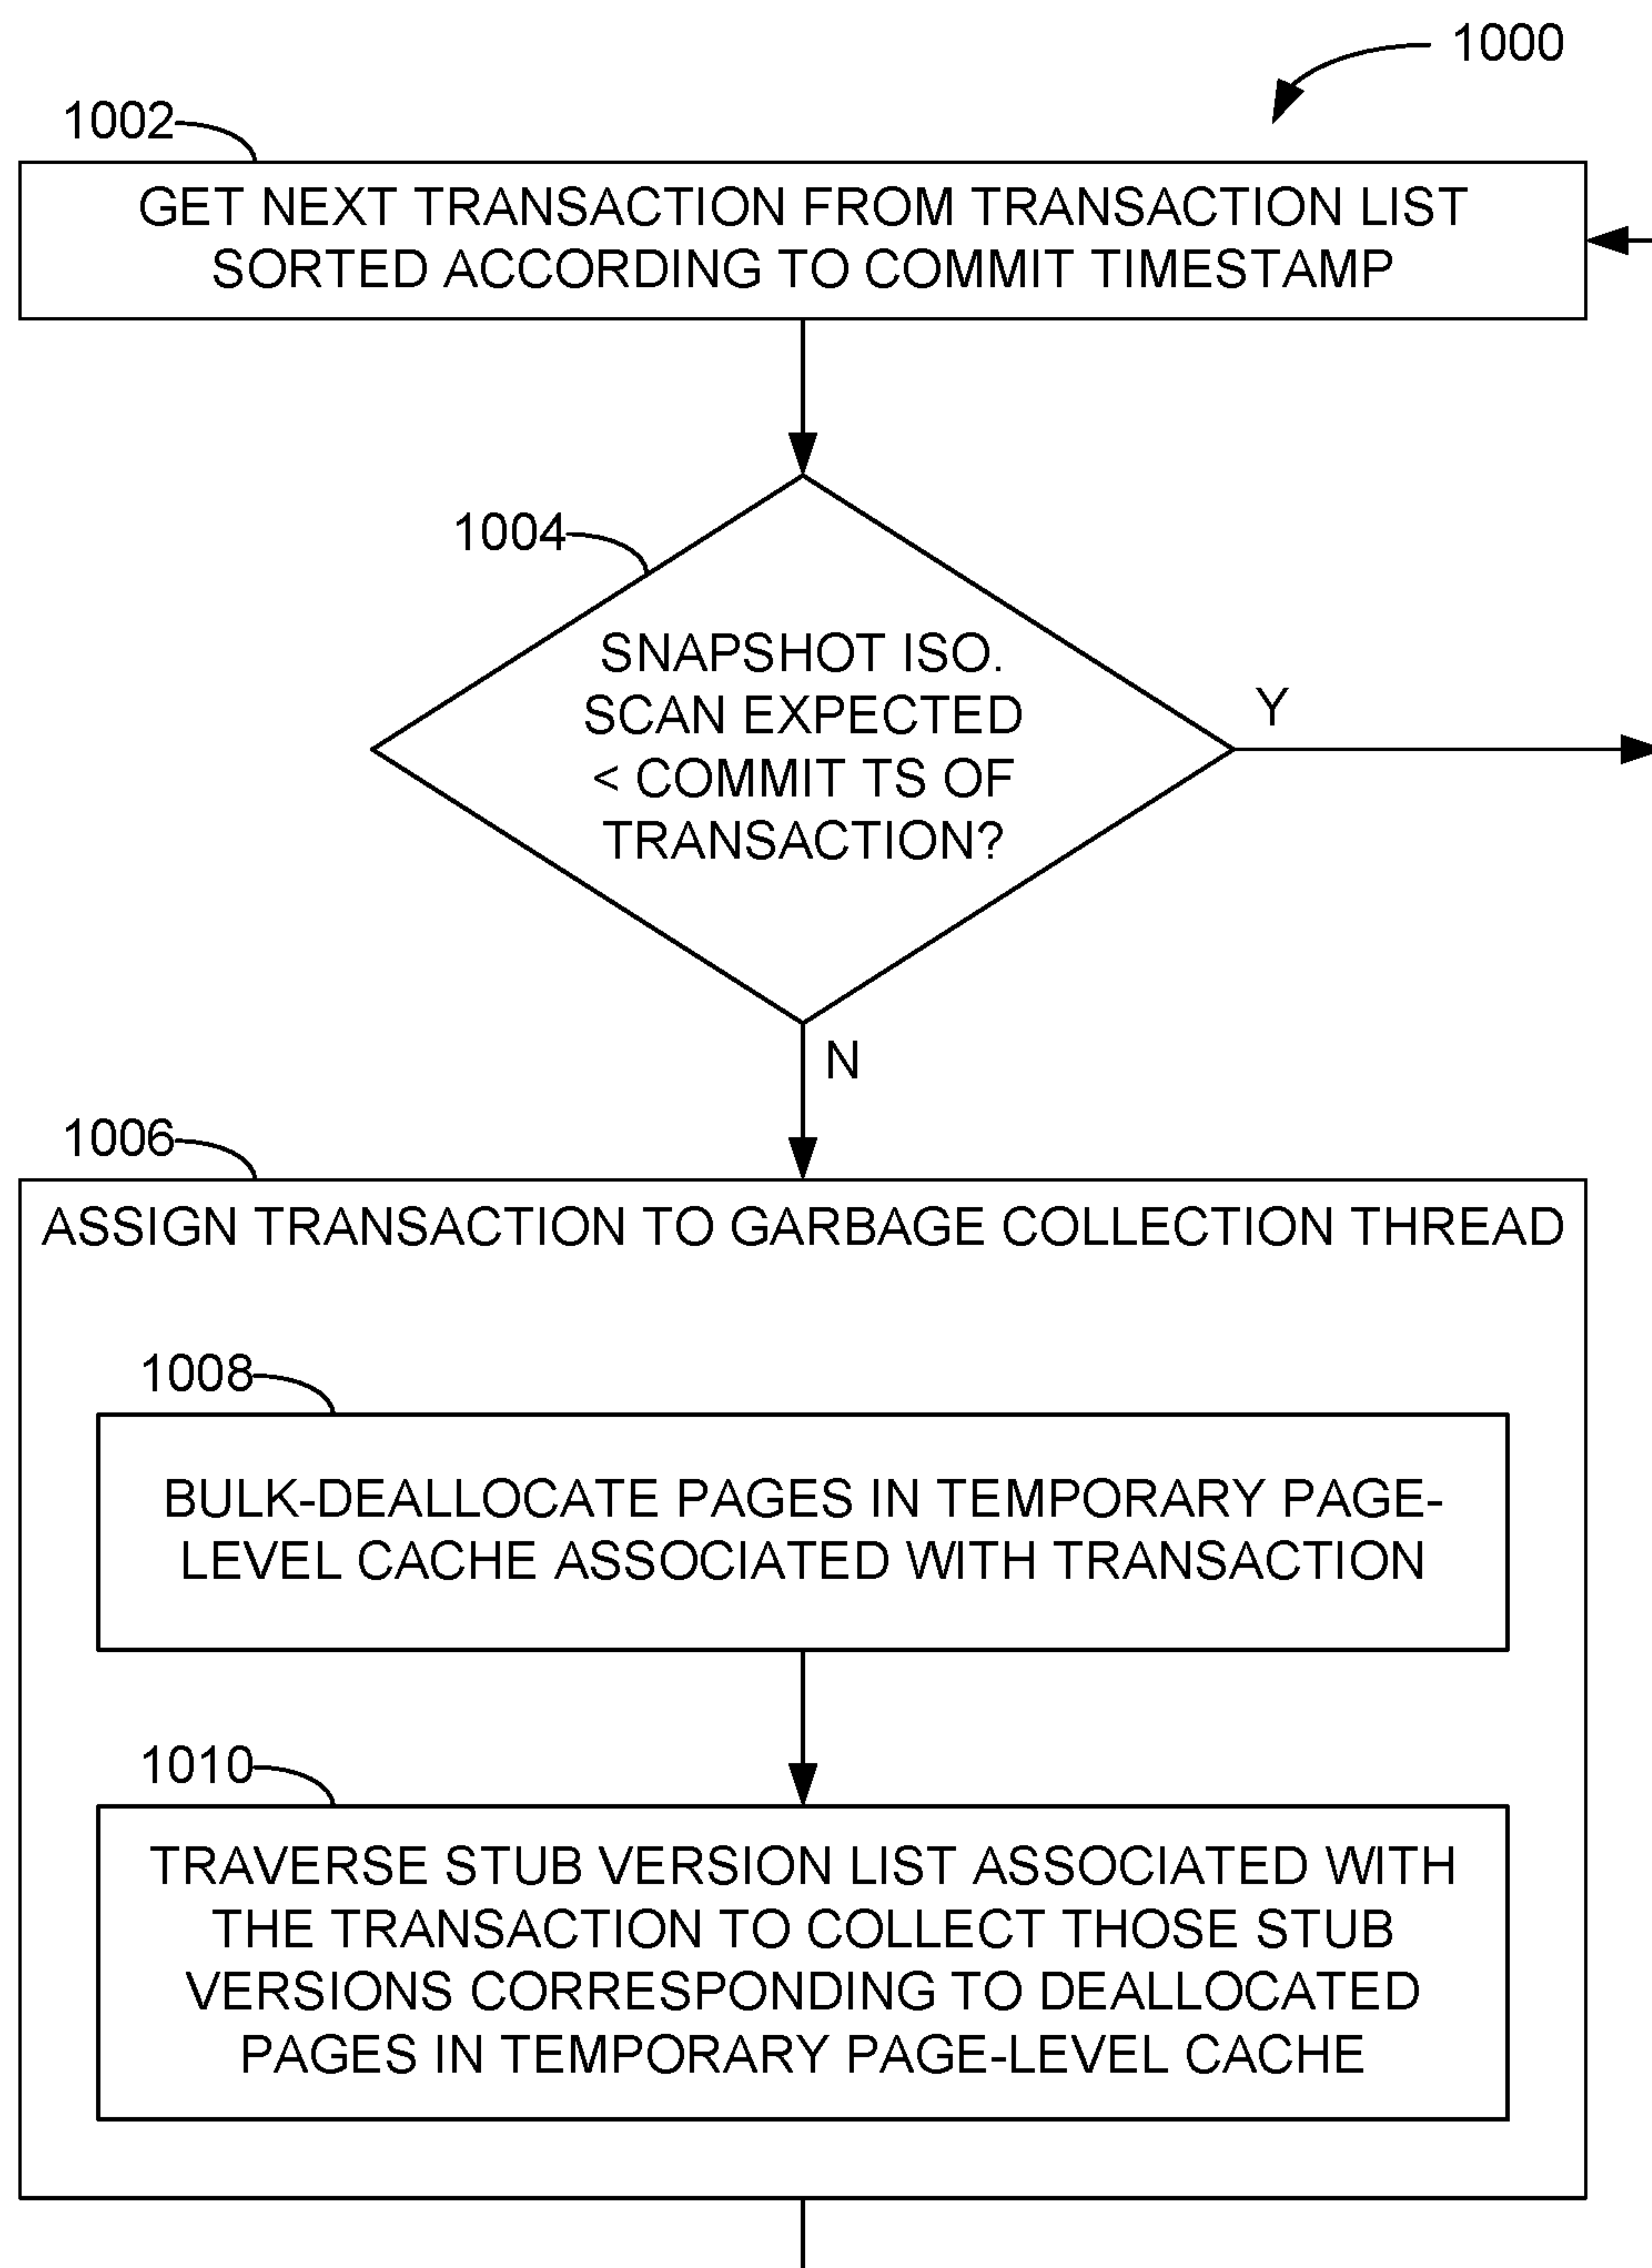 1000
1002
GET NEXT TRANSACTION FROM TRANSACTION LIST
SORTED ACCORDING TO COMMIT TIMESTAMP
1004
SNAPSHOT ISO.
SCAN EXPECTED
< COMMIT TS OF
TRANSACTION?
Y
N
1006
ASSIGN TRANSACTION TO GARBAGE COLLECTION THREAD
1008
BULK-DEALLOCATE PAGES IN TEMPORARY PAGE-
LEVEL CACHE ASSOCIATED WITH TRANSACTION
1010
TRAVERSE STUB VERSION LIST ASSOCIATED WITH
THE TRANSACTION TO COLLECT THOSE STUB
VERSIONS CORRESPONDING TO DEALLOCATED
PAGES IN TEMPORARY PAGE-LEVEL CACHE